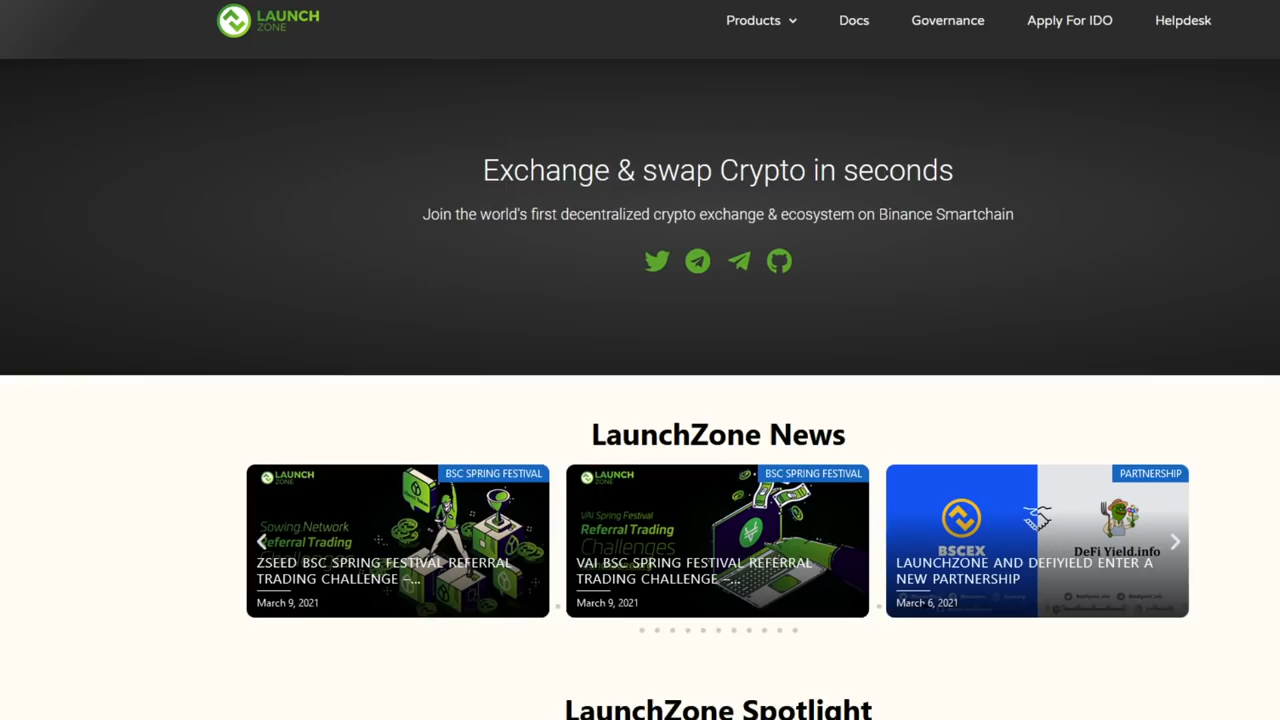 LAUNCH
ZONE
Products
Docs
Governance
Apply For IDO
Helpdesk
Exchange & swap Crypto in seconds
Join the world's first decentralized crypto exchange & ecosystem on Binance Smartchain
LaunchZone News
LAUNCH
ZONE
BSC SPRING FESTIVAL
Sowing.Network
Referral Trading
Challenges
ZSEED BSC SPRING FESTIVAL REFERRAL
TRADING CHALLENGE –...
March 9, 2021
LAUNCH
ZONE
BSC SPRING FESTIVAL
VAI Spring Festival
Referral Trading
Challenges
VAI BSC SPRING FESTIVAL REFERRAL
TRADING CHALLENGE –...
March 9, 2021
PARTNERSHIP
BSCEX
DeFi Yield.info
LAUNCHZONE AND DEFIYIELD ENTER A
NEW PARTNERSHIP
March 6, 2021
LaunchZone Spotlight